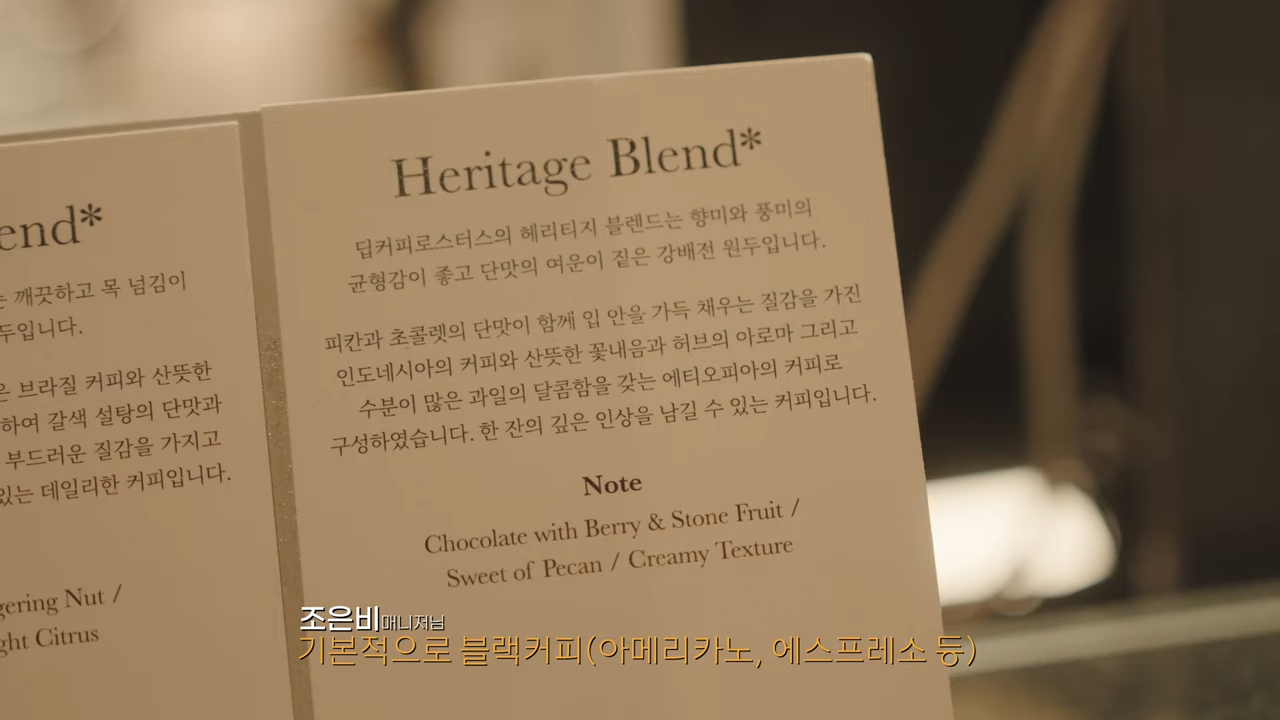 end*
깨끗하고 목 넘김이
두입니다.
은 브라질 커피와 산뜻한
하여 갈색 설탕의 단맛과
부드러운 질감을 가지고
있는 데일리한 커피입니다.
gering Nut /
ght Citrus
Heritage Blend*
딥커피로스터스의 헤리티지 블렌드는 향미와 풍미의
균형감이 좋고 단맛의 여운이 짙은 강배전 원두입니다.
피칸과 초콜렛의 단맛이 함께 입 안을 가득 채우는 질감을 가진
인도네시아의 커피와 산뜻한 꽃내음과 허브의 아로마 그리고
수분이 많은 과일의 달콤함을 갖는 에티오피아의 커피로
구성하였습니다. 한 잔의 깊은 인상을 남길 수 있는 커피입니다.
Note
Chocolate with Berry & Stone Fruit /
Sweet of Pecan / Creamy Texture
조은비매니저님
기본적으로 블랙커피(아메리카노, 에스프레소 등)